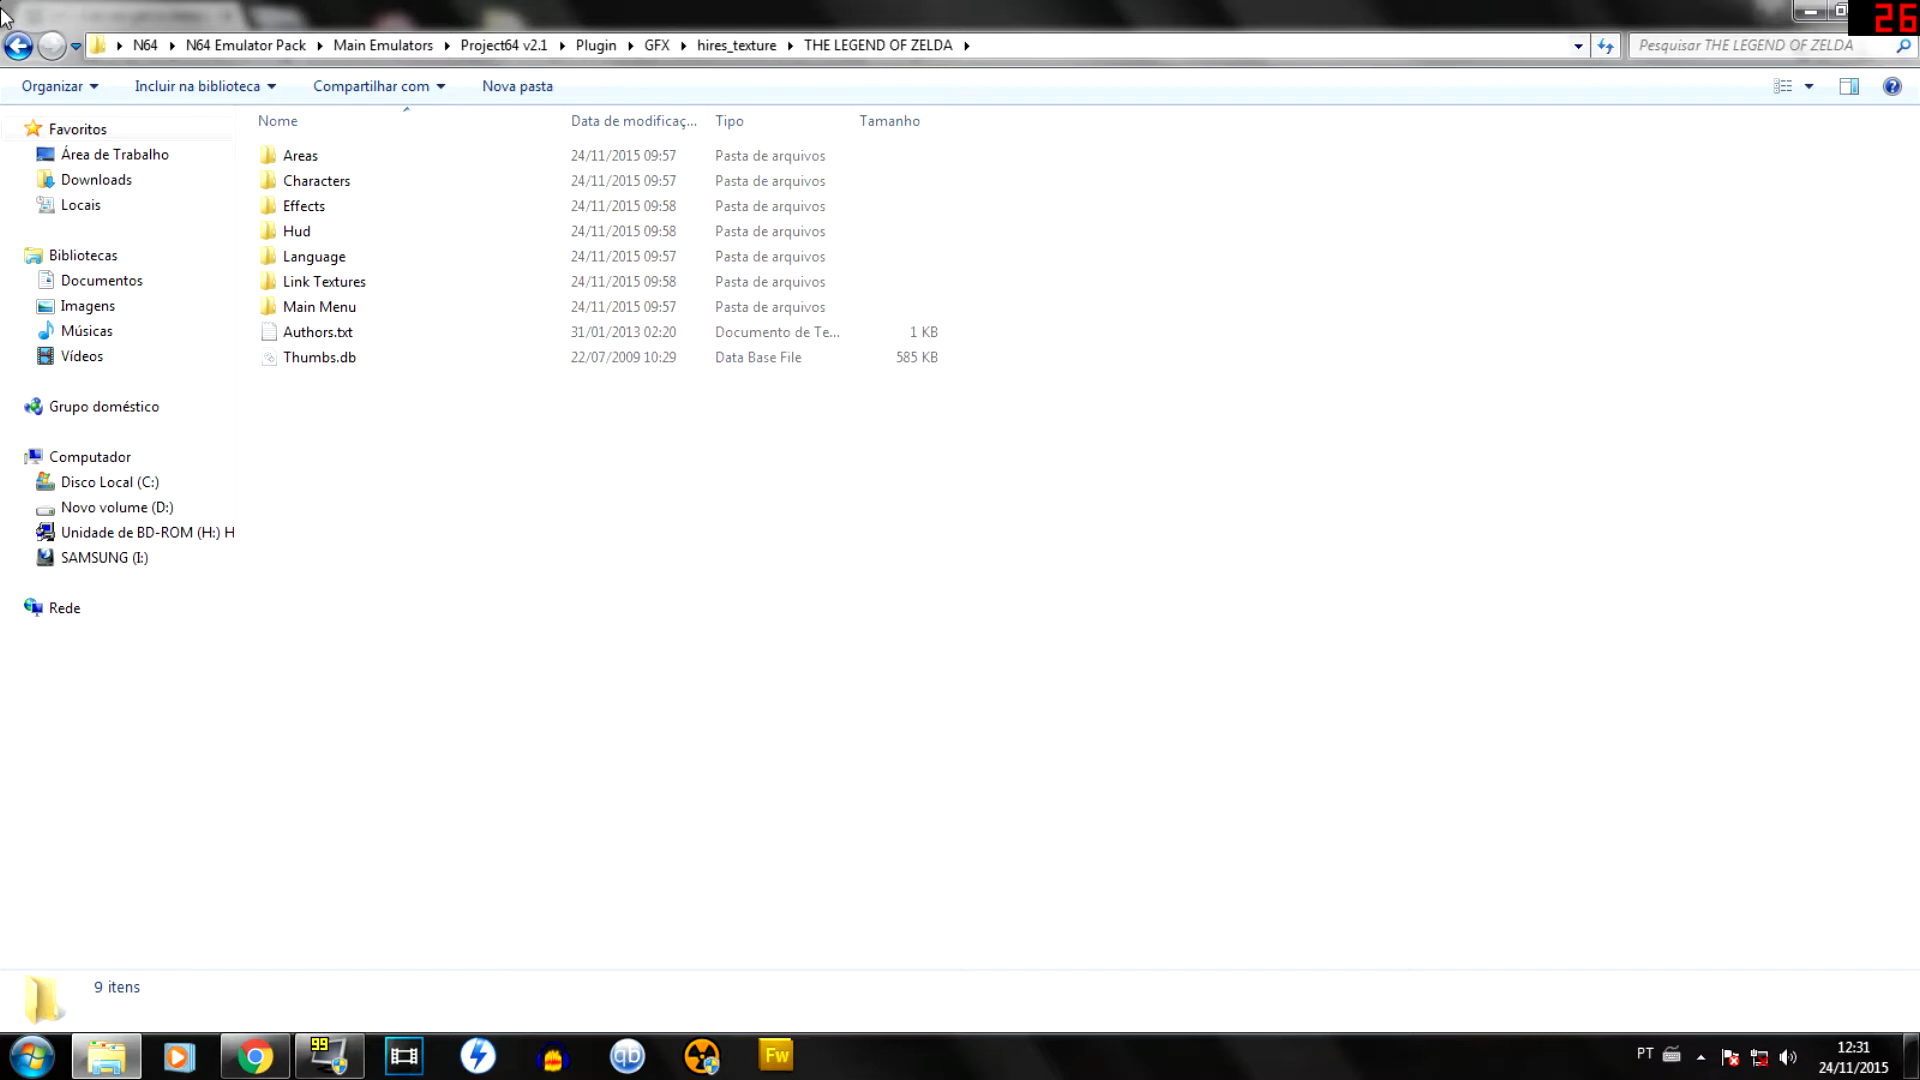 26
N64 N64 Emulator Pack Main Emulators Project64 v2.1 Plugin GFX hires_texture THE LEGEND OF ZELDA
Pesquisar THE LEGEND OF ZELDA
Organizar Incluir na biblioteca Compartilhar com Nova pasta
Nome Data de modificaç... Tipo Tamanho
Favoritos
Área de Trabalho
Downloads
Locais
Bibliotecas
Documentos
Imagens
Músicas
Vídeos
Grupo doméstico
Computador
Disco Local (C:)
Novo volume (D:)
Unidade de BD-ROM (H:) H
SAMSUNG (I:)
Rede
Areas 24/11/2015 09:57 Pasta de arquivos
Characters 24/11/2015 09:57 Pasta de arquivos
Effects 24/11/2015 09:58 Pasta de arquivos
Hud 24/11/2015 09:58 Pasta de arquivos
Language 24/11/2015 09:57 Pasta de arquivos
Link Textures 24/11/2015 09:58 Pasta de arquivos
Main Menu 24/11/2015 09:57 Pasta de arquivos
Authors.txt 31/01/2013 02:20 Documento de Te... 1 KB
Thumbs.db 22/07/2009 10:29 Data Base File 585 KB
9 itens
99
qb
Fw
PT
12:31
24/11/2015